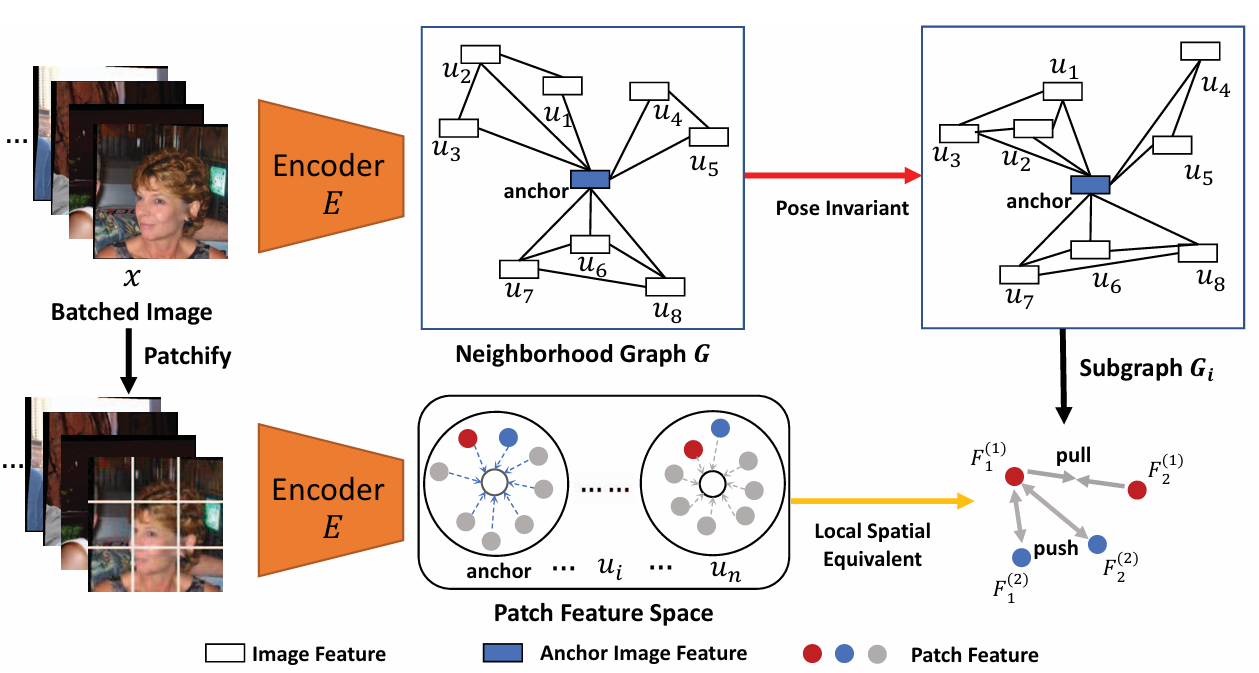 ...
x
Batched Image
Patchify
Encoder
E
u_2
u_1
u_3
u_4
u_5
anchor
u_6
u_7
u_8
Neighborhood Graph G
Pose Invariant
u_1
u_4
u_3
u_2
u_5
anchor
u_6
u_7
u_8
Subgraph G_i
...
Encoder
E
... ...
anchor ... u_i ... u_n
Patch Feature Space
Local Spatial
Equivalent
F_1^(1)
pull
F_2^(1)
push
F_1^(2)
F_2^(2)
Image Feature
Anchor Image Feature
Patch Feature